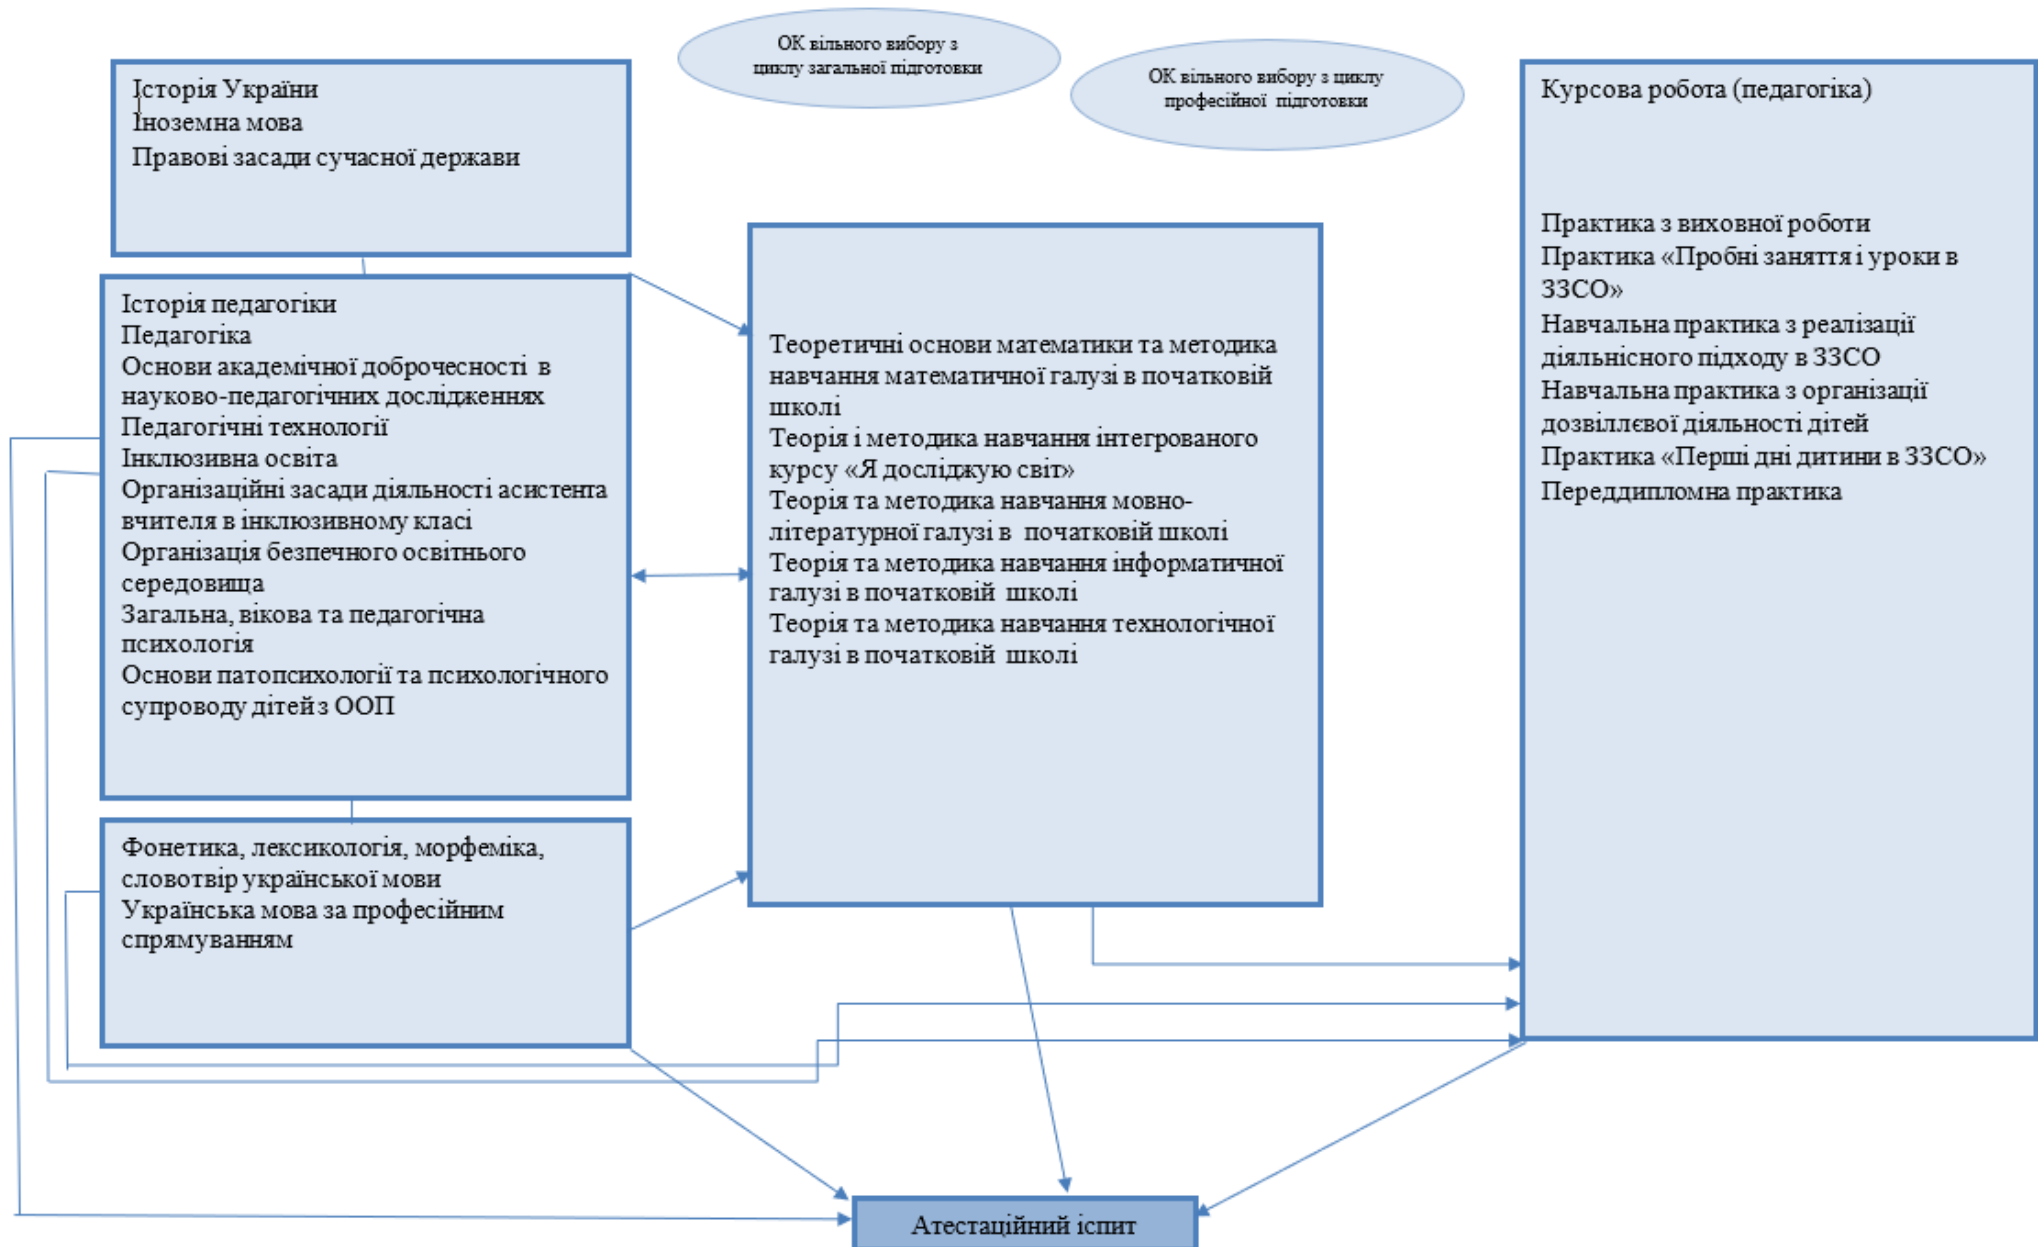 ОК вільного вибору з
циклу загальної підготовки
ОК вільного вибору з циклу
професійної підготовки
Історія України
Іноземна мова
Правові засади сучасної держави
Історія педагогіки
Педагогіка
Основи академічної доброчесності в
науково-педагогічних дослідженнях
Педагогічні технології
Інклюзивна освіта
Організаційні засади діяльності асистента
вчителя в інклюзивному класі
Організація безпечного освітнього
середовища
Загальна, вікова та педагогічна
психологія
Основи патопсихології та психологічного
супроводу дітей з ООП
Фонетика, лексикологія, морфеміка,
словотвір української мови
Українська мова за професійним
спрямуванням
Теоретичні основи математики та методика
навчання математичної галузі в початковій
школі
Теорія і методика навчання інтегрованого
курсу «Я досліджую світ»
Теорія та методика навчання мовно-
літературної галузі в початковій школі
Теорія та методика навчання інформатичної
галузі в початковій школі
Теорія та методика навчання технологічної
галузі в початковій школі
Курсова робота (педагогіка)
Практика з виховної роботи
Практика «Пробні заняття і уроки в
ЗЗСО»
Навчальна практика з реалізації
діяльнісного підходу в ЗЗСО
Навчальна практика з організації
дозвіллєвої діяльності дітей
Практика «Перші дні дитини в ЗЗСО»
Переддипломна практика
Атестаційний іспит